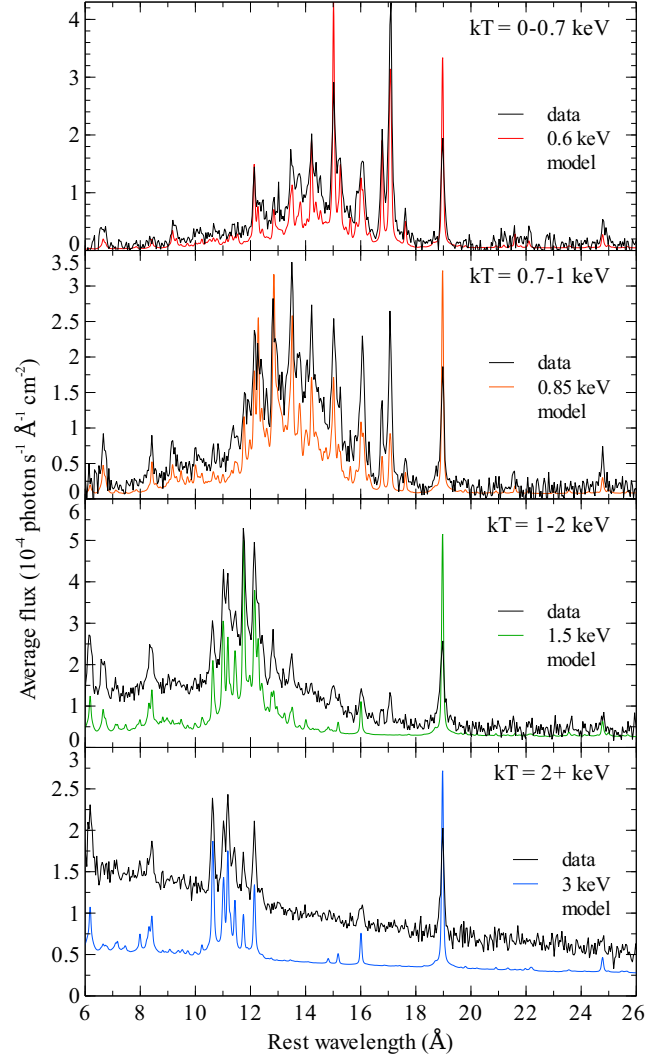 kT = 0-0.7 keV
4
3
2
1
0
data
0.6 keV
model
kT = 0.7-1 keV
3.5
3
2.5
2
1.5
1
0.5
0
data
0.85 keV
model
Average flux (10⁻⁴ photon s⁻¹ Å⁻¹ cm⁻²)
kT = 1-2 keV
6
5
4
3
2
1
0
data
1.5 keV
model
kT = 2+ keV
3
2.5
2
1.5
1
0.5
0
data
3 keV
model
6 8 10 12 14 16 18 20 22 24 26
Rest wavelength (Å)